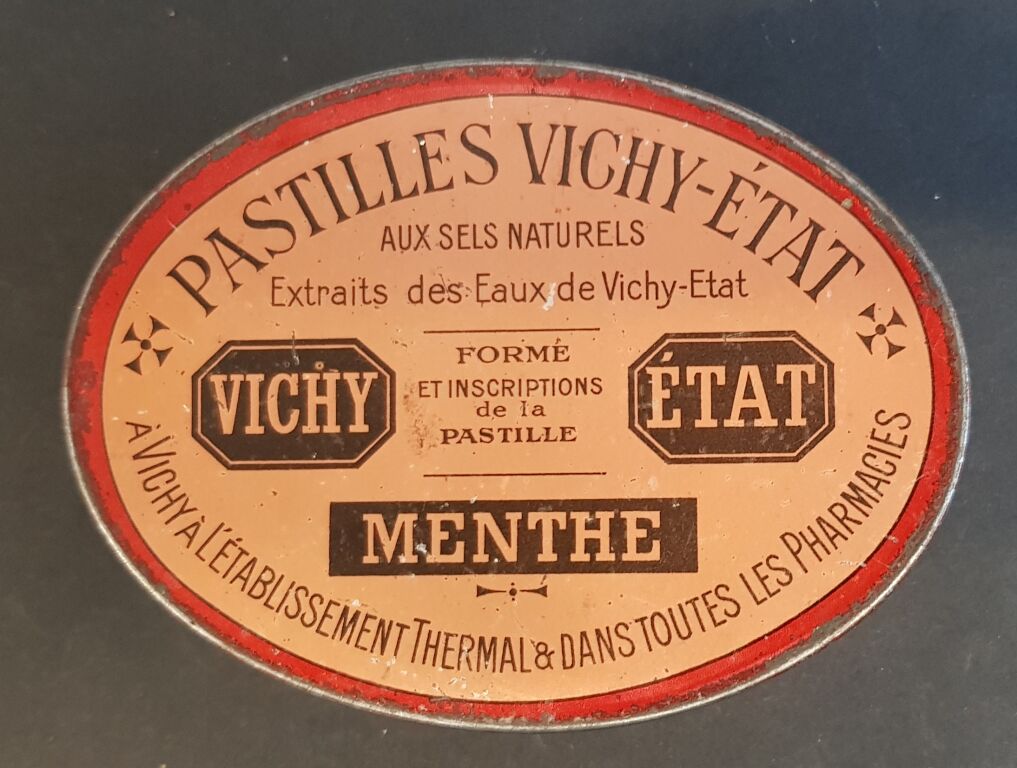 PASTILLES VICHY-ÉTAT
AUX SELS NATURELS
Extraits des Eaux de Vichy-Etat
FORME
ET INSCRIPTIONS
de la
PASTILLE
VICHY
ÉTAT
MENTHE
À VICHY À L'ÉTABLISSEMENT THERMAL & DANS TOUTES LES PHARMACIES